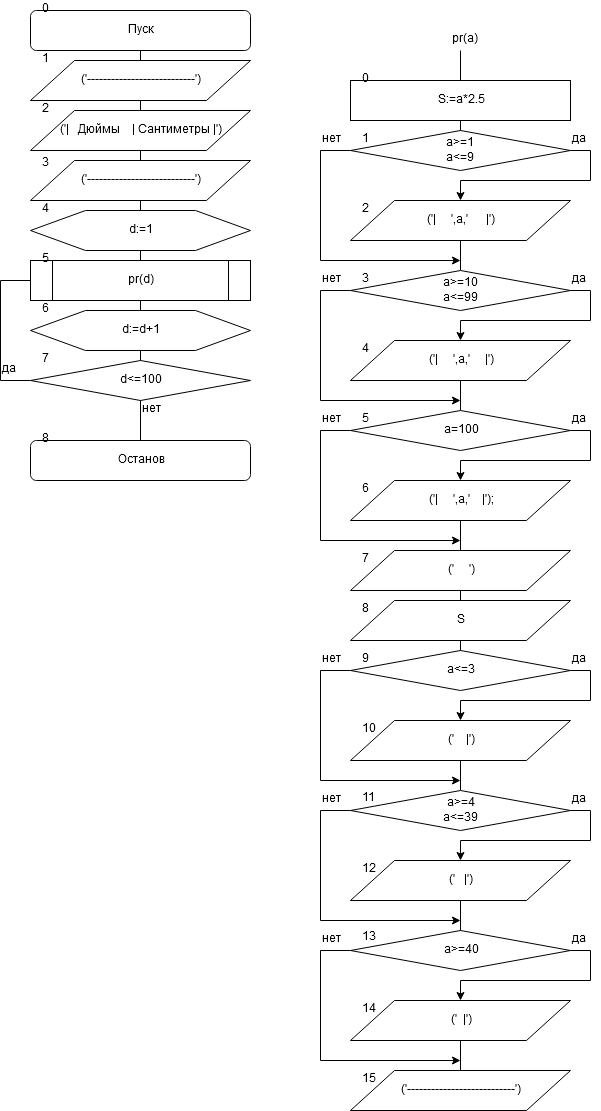 0
Пуск
1
('---------------------------')
2
('|   Дюймы    | Сантиметры |')
3
('---------------------------')
4
d:=1
5
pr(d)
6
d:=d+1
7
да
d<=100
нет
8
Останов
pr(a)
0
S:=a*2.5
нет
1
a>=1
a<=9
да
2
('|     ',a,'      |')
нет
3
a>=10
a<=99
да
4
('|     ',a,'     |')
нет
5
a=100
да
6
('|     ',a,'    |');
7
('     ')
8
S
нет
9
a<=3
да
10
('    |')
нет
11
a>=4
a<=39
да
12
('   |')
нет
13
a>=40
да
14
('  |')
15
('---------------------------')